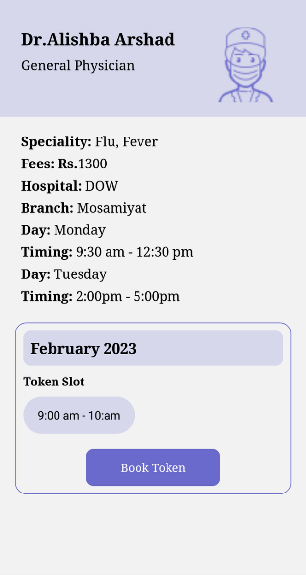 Dr.Alishba Arshad
General Physician
Speciality: Flu, Fever
Fees: Rs.1300
Hospital: DOW
Branch: Mosamiyat
Day: Monday
Timing: 9:30 am - 12:30 pm
Day: Tuesday
Timing: 2:00pm - 5:00pm
February 2023
Token Slot
9:00 am - 10:am
Book Token